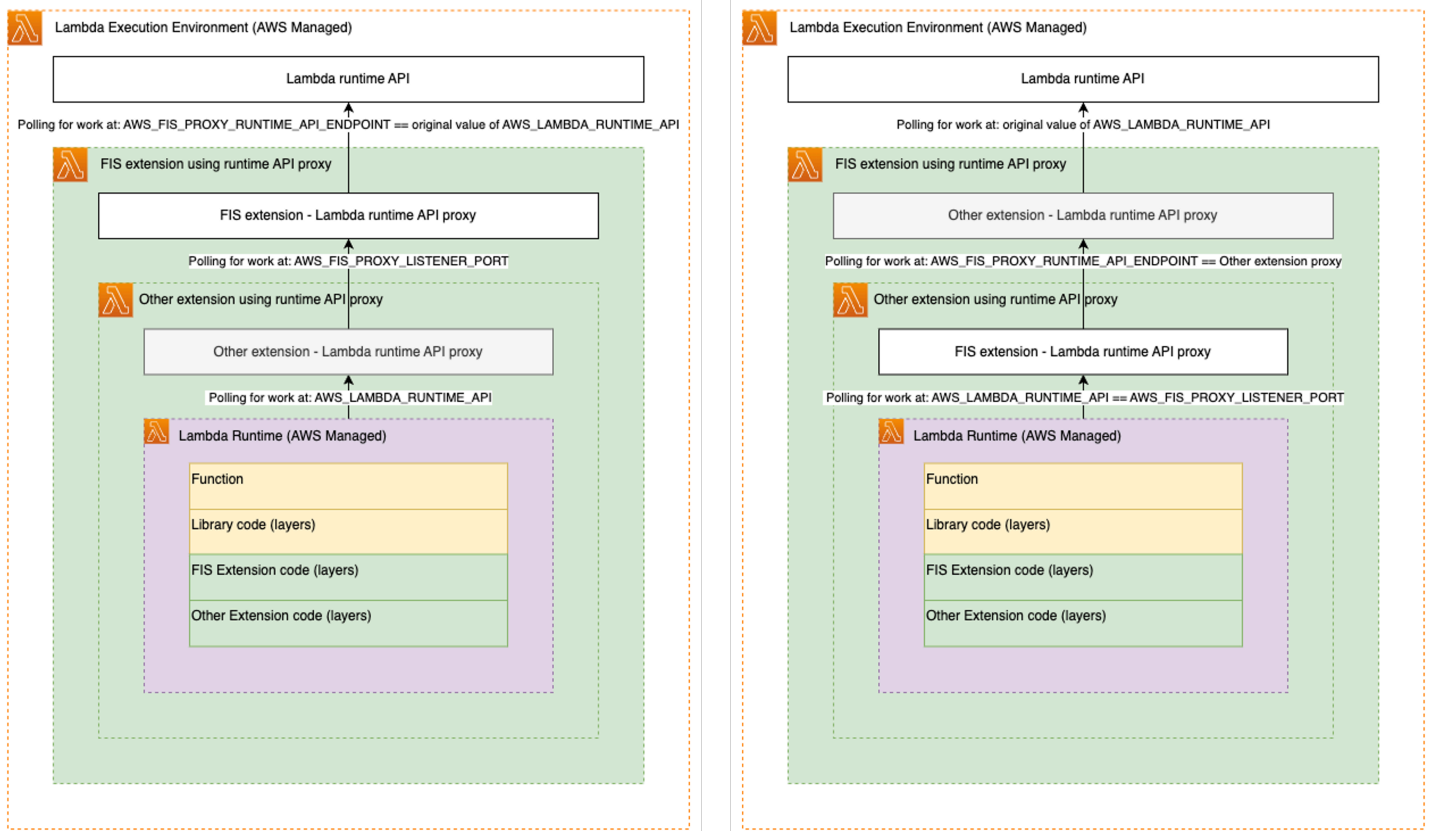 Lambda Execution Environment (AWS Managed)
Lambda runtime API
Polling for work at: AWS_FIS_PROXY_RUNTIME_API_ENDPOINT == original value of AWS_LAMBDA_RUNTIME_API
FIS extension using runtime API proxy
FIS extension - Lambda runtime API proxy
Polling for work at: AWS_FIS_PROXY_LISTENER_PORT
Other extension using runtime API proxy
Other extension - Lambda runtime API proxy
Polling for work at: AWS_LAMBDA_RUNTIME_API
Lambda Runtime (AWS Managed)
Function
Library code (layers)
FIS Extension code (layers)
Other Extension code (layers)
Lambda Execution Environment (AWS Managed)
Lambda runtime API
Polling for work at: original value of AWS_LAMBDA_RUNTIME_API
FIS extension using runtime API proxy
Other extension - Lambda runtime API proxy
Polling for work at: AWS_FIS_PROXY_RUNTIME_API_ENDPOINT == Other extension proxy
Other extension using runtime API proxy
FIS extension - Lambda runtime API proxy
Polling for work at: AWS_LAMBDA_RUNTIME_API == AWS_FIS_PROXY_LISTENER_PORT
Lambda Runtime (AWS Managed)
Function
Library code (layers)
FIS Extension code (layers)
Other Extension code (layers)